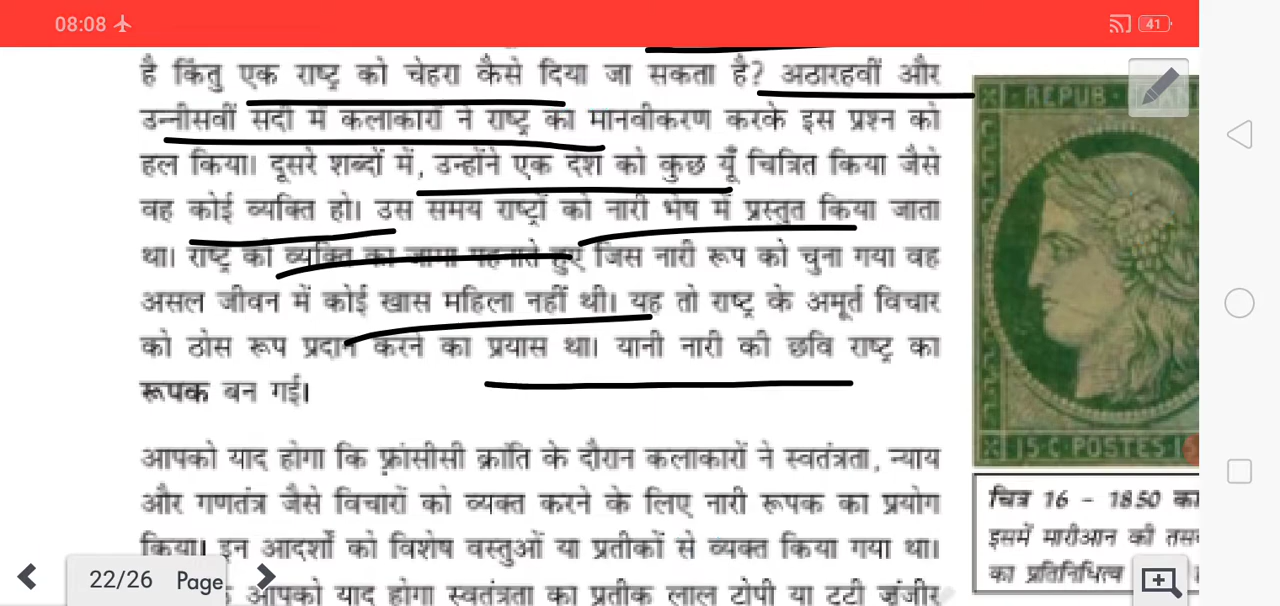 08:08
41
है किंतु एक राष्ट्र को चेहरा कैसे दिया जा सकता है? अठारहवीं और
उन्नीसवीं सदी में कलाकारों ने राष्ट्र का मानवीकरण करके इस प्रश्न को
हल किया। दूसरे शब्दों में, उन्होंने एक देश को कुछ यूँ चित्रित किया जैसे
वह कोई व्यक्ति हो। उस समय राष्ट्रों को नारी भेष में प्रस्तुत किया जाता
था। राष्ट्र को व्यक्ति का जामा पहनाते हुए जिस नारी रूप को चुना गया वह
असल जीवन में कोई खास महिला नहीं थी। यह तो राष्ट्र के अमूर्त विचार
को ठोस रूप प्रदान करने का प्रयास था। यानी नारी की छवि राष्ट्र का
रूपक बन गई।
आपको याद होगा कि फ़्रांसीसी क्रांति के दौरान कलाकारों ने स्वतंत्रता, न्याय
और गणतंत्र जैसे विचारों को व्यक्त करने के लिए नारी रूपक का प्रयोग
किया। इन आदर्शों को विशेष वस्तुओं या प्रतीकों से व्यक्त किया गया था।
आपको याद होगा स्वतंत्रता का प्रतीक लाल टोपी या टूटी ज़ंजीर
REPUB
15·C·POSTES·15
चित्र 16 - 1850 का
इसमें मारीआन की
का प्रतिनिधित्व
22/26 Page